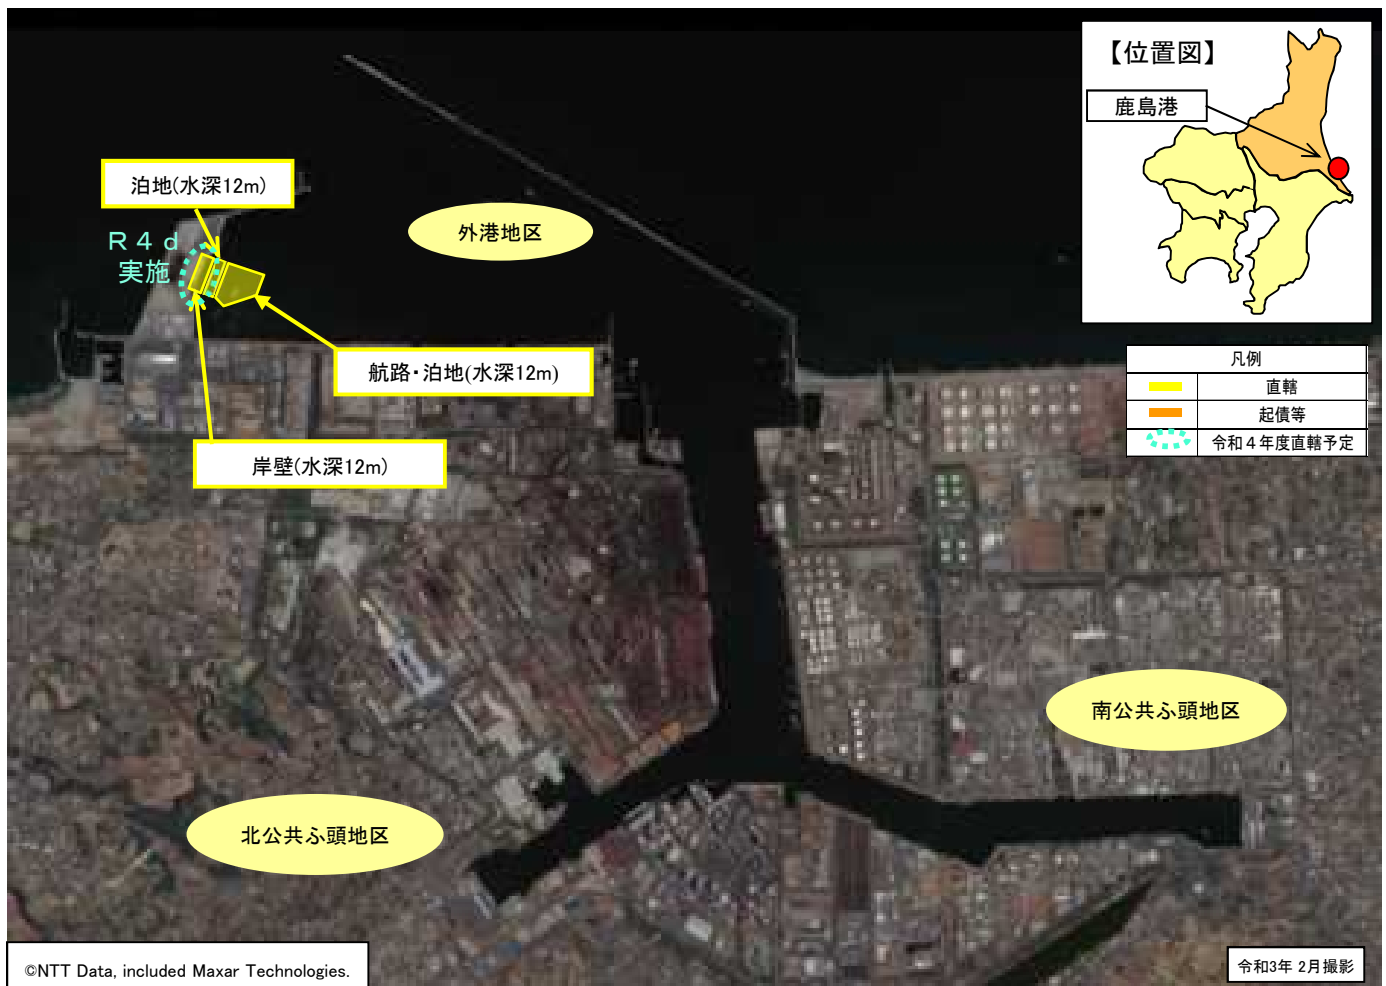 【位置図】
鹿島港
泊地(水深12m)
外港地区
R4d
実施
航路・泊地(水深12m)
凡例
直轄
起債等
令和4年度直轄予定
岸壁(水深12m)
南公共ふ頭地区
北公共ふ頭地区
©NTT Data, included Maxar Technologies.
令和3年 2月撮影